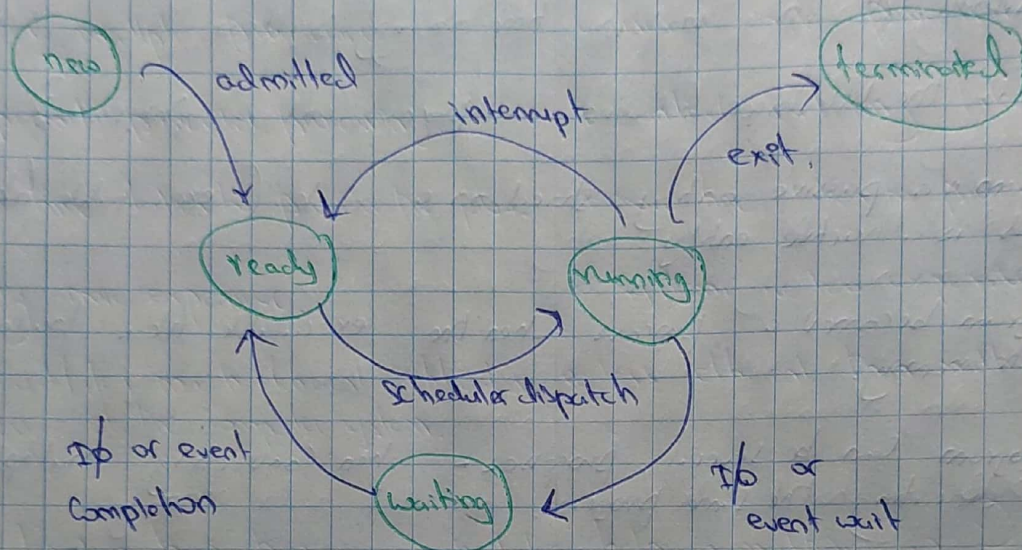 new
admitted
terminated
interrupt
exit.
ready
running
scheduler dispatch
I/O or event
Completion
waiting
I/O or
event wait